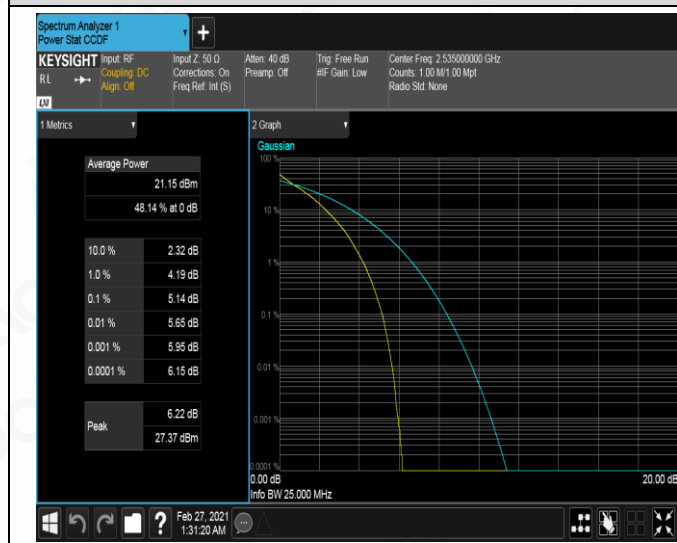 Spectrum Analyzer 1
Power Stat CCDF
+
KEYSIGHT
RL
LXI
Input: RF
Coupling: DC
Align: Off
Input Z: 50 Ω
Corrections: On
Freq Ref: Int (S)
Atten: 40 dB
Preamp: Off
Trig: Free Run
#IF Gain: Low
Center Freq: 2.535000000 GHz
Counts: 1.00 M/1.00 Mpt
Radio Std: None
1 Metrics
Average Power
21.15 dBm
48.14 % at 0 dB
10.0 % 2.32 dB
1.0 % 4.19 dB
0.1 % 5.14 dB
0.01 % 5.65 dB
0.001 % 5.95 dB
0.0001 % 6.15 dB
Peak
6.22 dB
27.37 dBm
2 Graph
Gaussian
100 %
10 %
1 %
0.1 %
0.01 %
0.001 %
0.0001 %
0.00 dB 20.00 dB
Info BW 25.000 MHz
?
Feb 27, 2021
1:31:20 AM